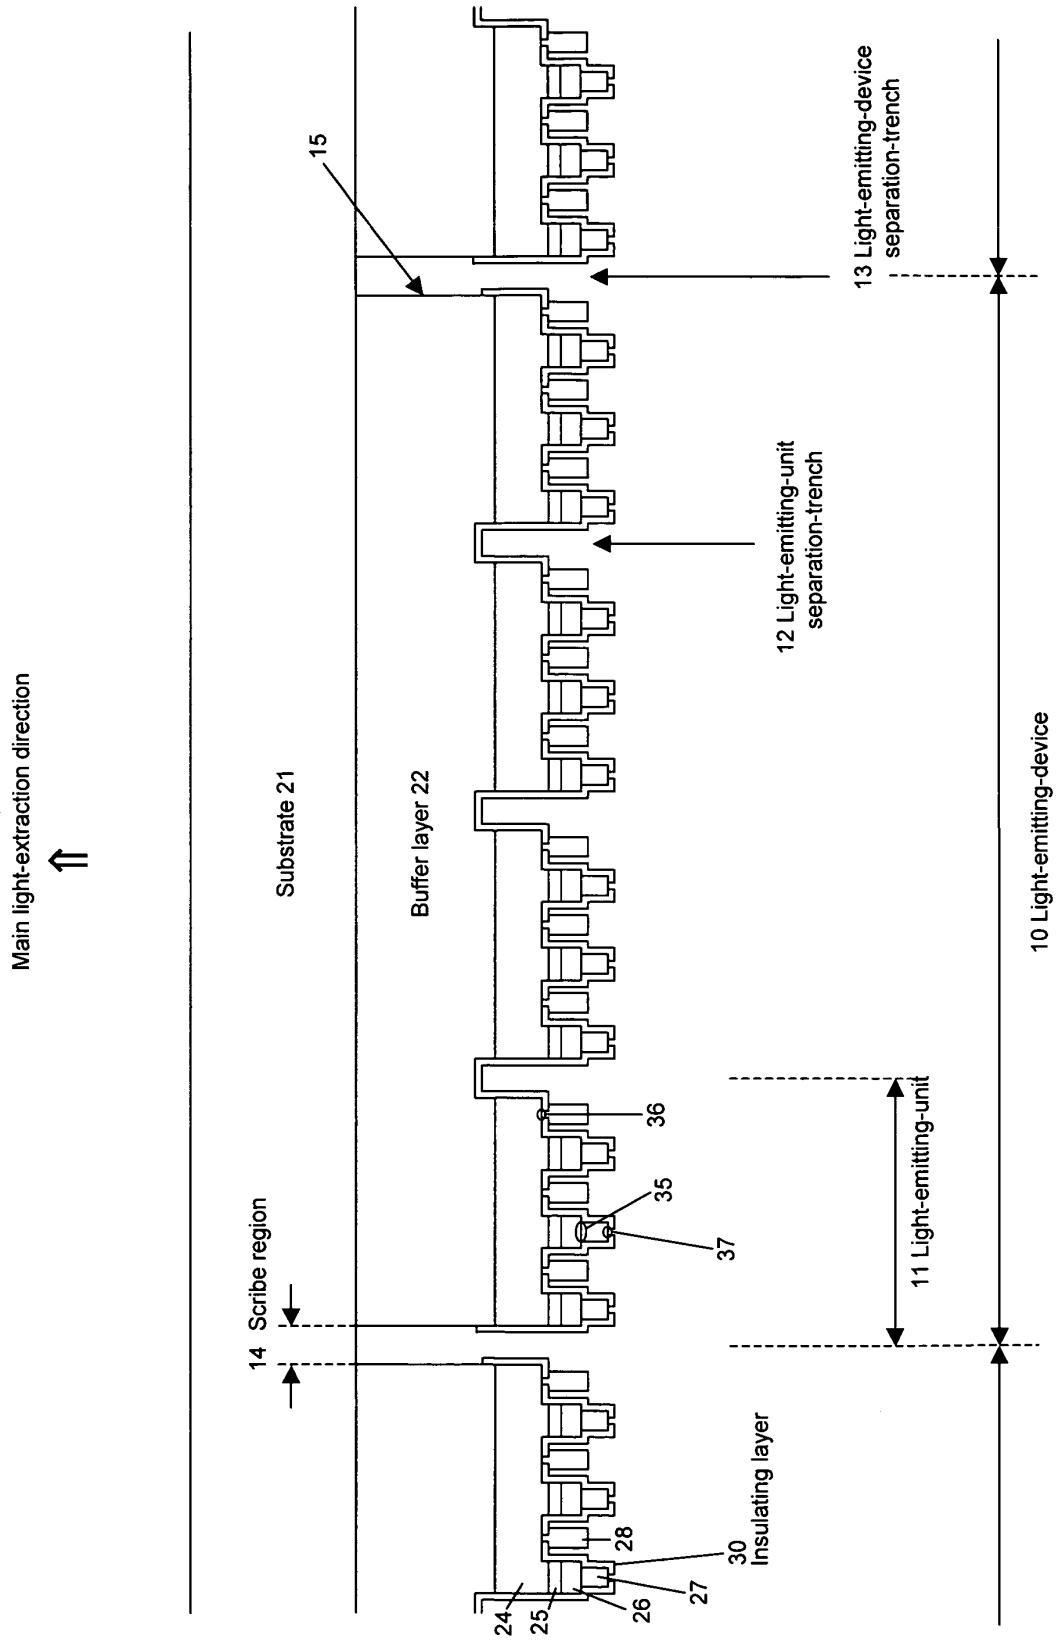 Main light-extraction direction
⇑
14 Scribe region
Substrate 21
15
Buffer layer 22
24
25
26
27
28
30
Insulating layer
35
36
37
12 Light-emitting-unit
separation-trench
13 Light-emitting-device
separation-trench
11 Light-emitting-unit
10 Light-emitting-device